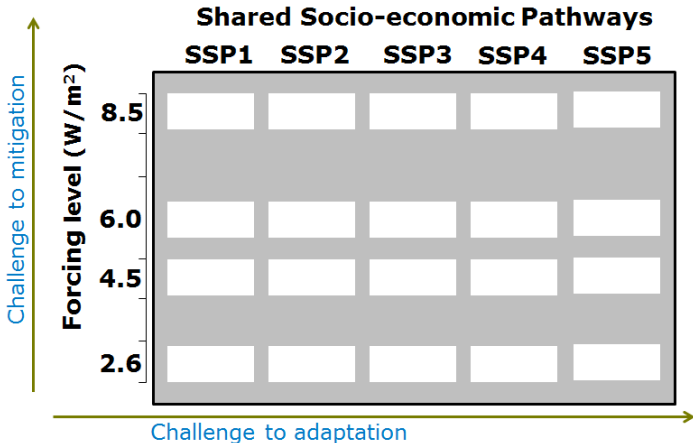 Shared Socio-economic Pathways
SSP1 SSP2 SSP3 SSP4 SSP5
Challenge to mitigation
Forcing level (W/m²)
8.5
6.0
4.5
2.6
Challenge to adaptation